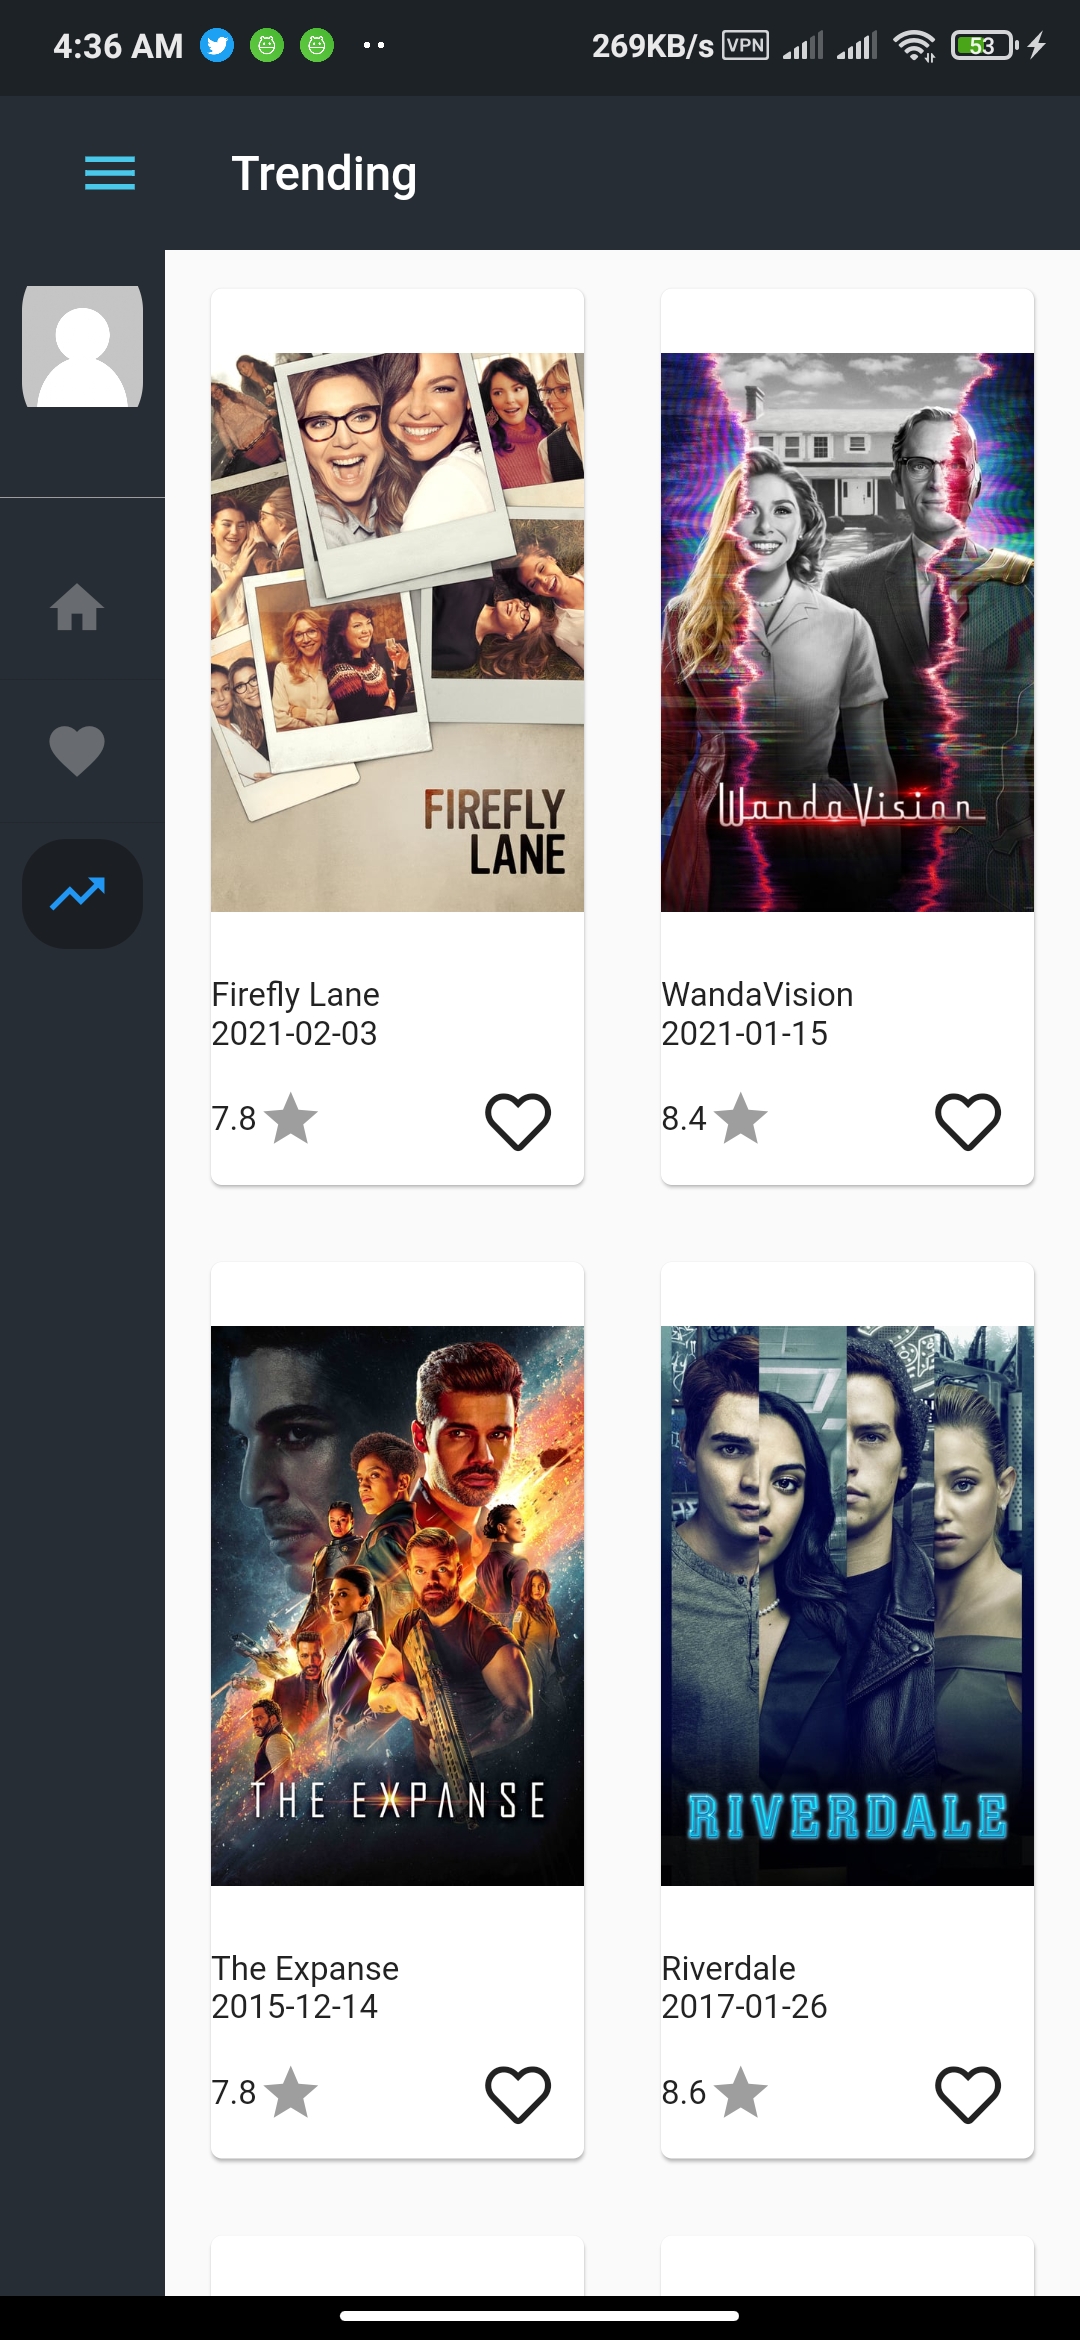 4:36 AM
269KB/s VPN 53
Trending
FIREFLY
LANE
WandaVision
Firefly Lane
2021-02-03
7.8
WandaVision
2021-01-15
8.4
THE EXPANSE
RIVERDALE
The Expanse
2015-12-14
7.8
Riverdale
2017-01-26
8.6